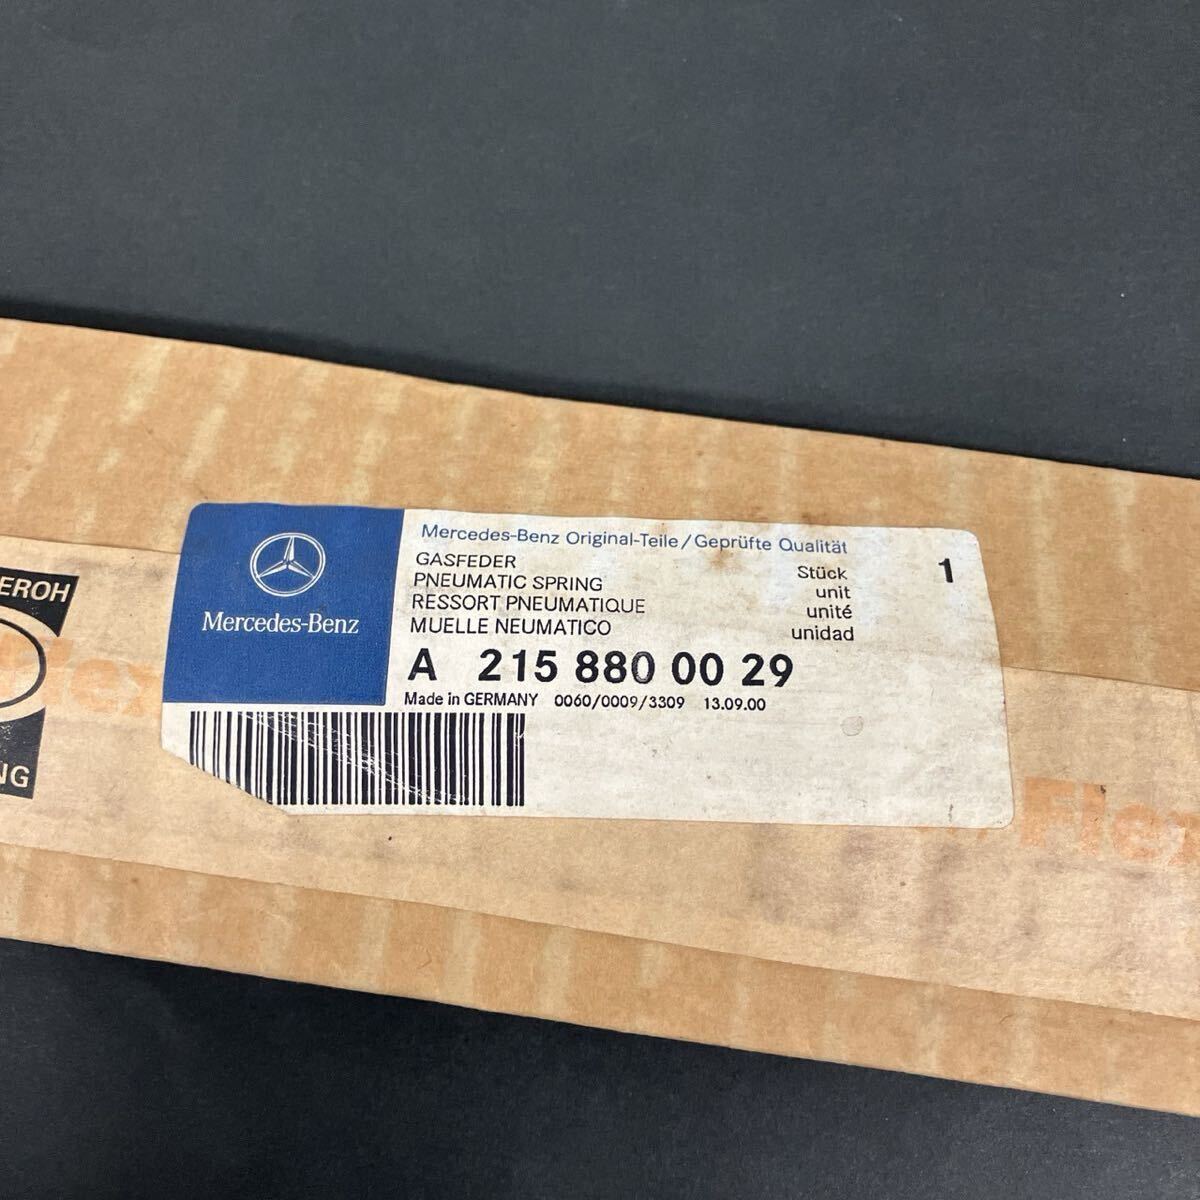 Mercedes-Benz Original-Teile/Geprüfte Qualität
GASFEDER Stück 1
PNEUMATIC SPRING unit
RESSORT PNEUMATIQUE unité
MUELLE NEUMATICO unidad
Mercedes-Benz
A 215 880 00 29
Made in GERMANY 0060/0009/3309 13.09.00
EROH
NG
Flex